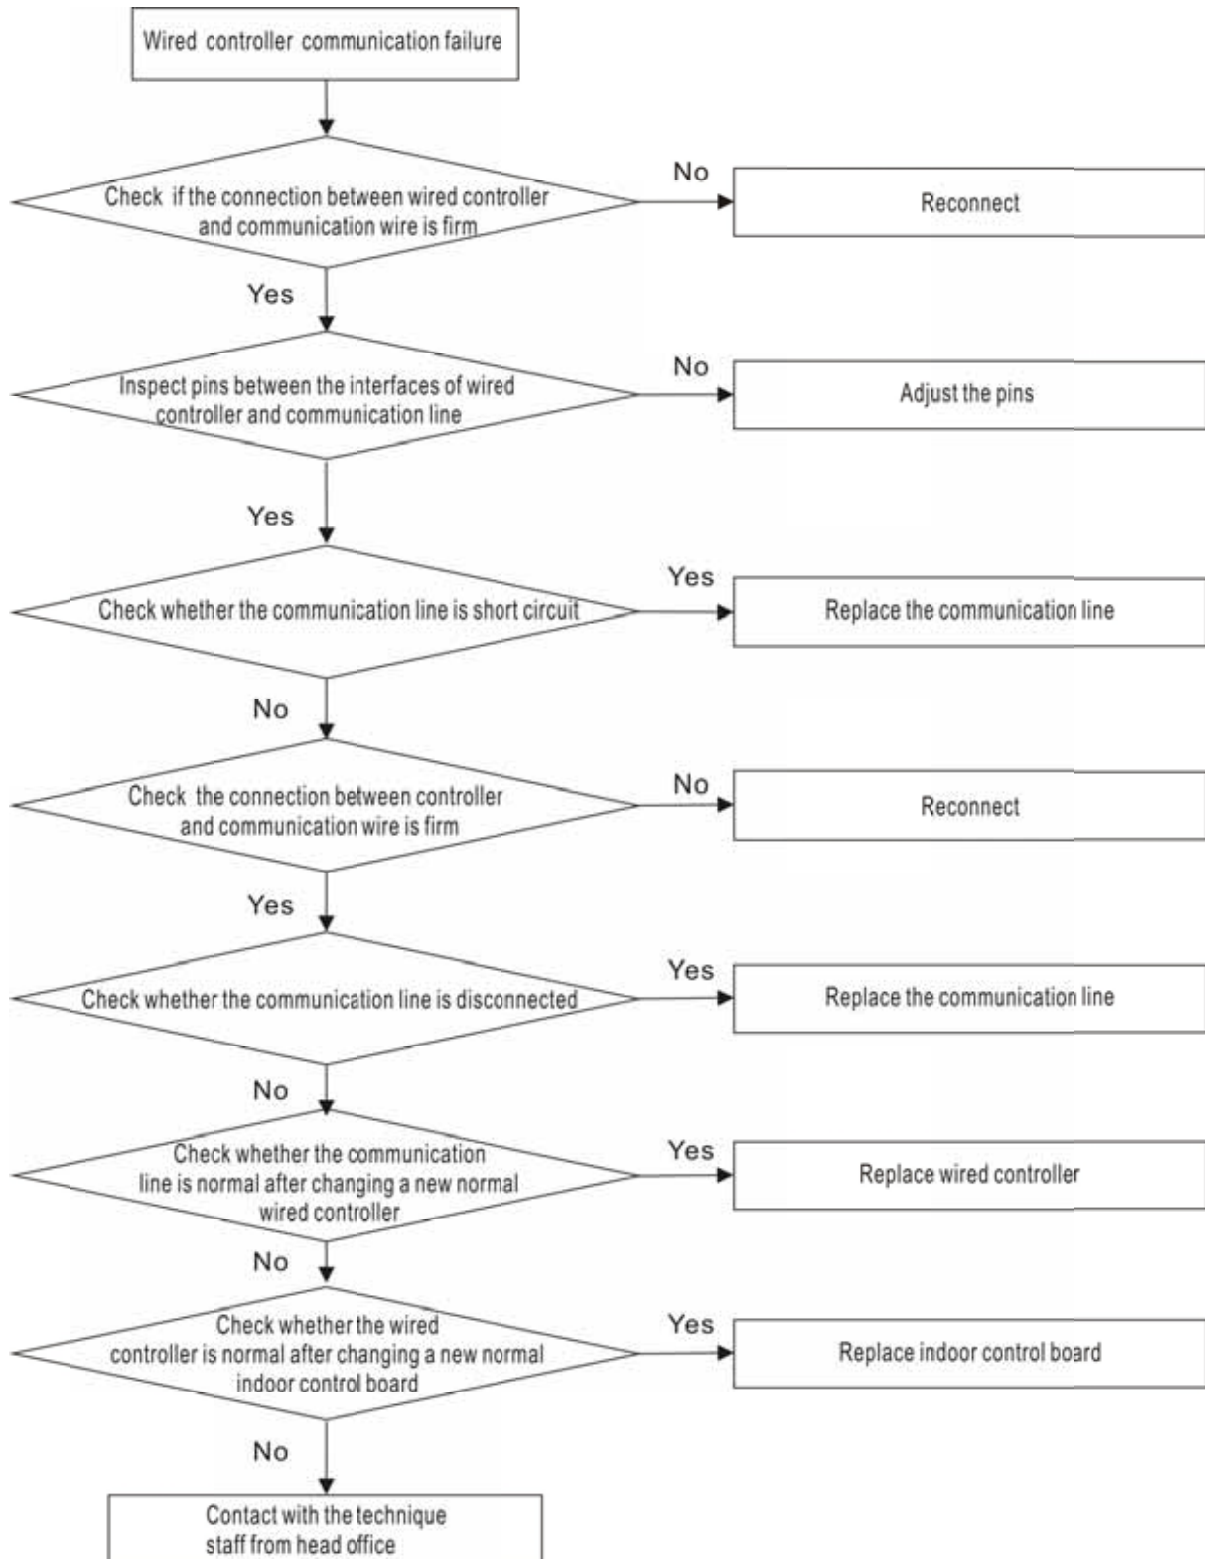 Wired controller communication failure
Check if the connection between wired controller
and communication wire is firm
No
Reconnect
Yes
Inspect pins between the interfaces of wired
controller and communication line
No
Adjust the pins
Yes
Check whether the communication line is short circuit
Yes
Replace the communication line
No
Check the connection between controller
and communication wire is firm
No
Reconnect
Yes
Check whether the communication line is disconnected
Yes
Replace the communication line
No
Check whether the communication
line is normal after changing a new normal
wired controller
Yes
Replace wired controller
No
Check whether the wired
controller is normal after changing a new normal
indoor control board
Yes
Replace indoor control board
No
Contact with the technique
staff from head office